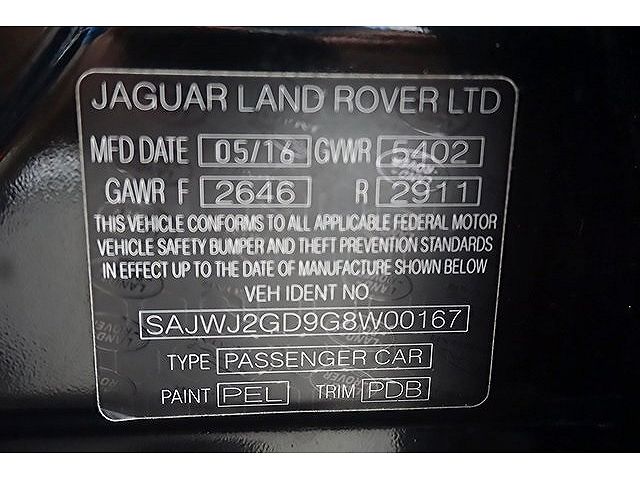 JAGUAR LAND ROVER LTD
MFD DATE 05/16 GWWR 5402
GAWR F 2646 R 2911
THIS VEHICLE CONFORMS TO ALL APPLICABLE FEDERAL MOTOR
VEHICLE SAFETY BUMPER AND THEFT PREVENTION STANDARDS
IN EFFECT UP TO THE DATE OF MANUFACTURE SHOWN BELOW
VEH IDENT NO
SAJWJ2GD9G8W00167
TYPE PASSENGER CAR
PAINT PEL TRIM PDB